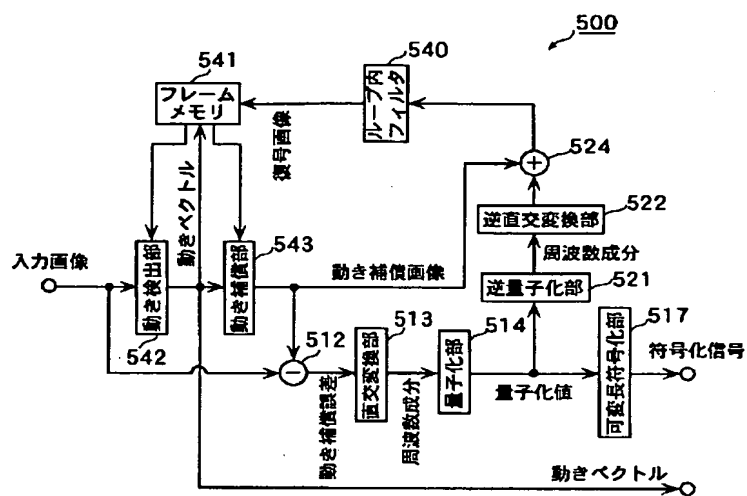 500
540
541
フレーム
メモリ
ループ内
フィルタ
復号画像
524
動きベクトル
逆直交変換部
522
周波数成分
543
入力画像
動き検出部
動き補償部
動き補償画像
逆量子化部
521
542
512
513
514
517
直交変換部
量子化部
可変長符号化部
符号化信号
動き補償誤差
周波数成分
量子化値
動きベクトル